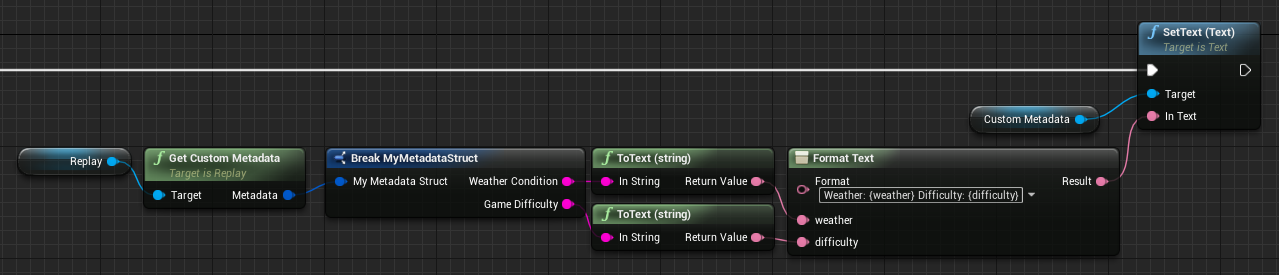 SetText (Text)
Target is Text
Target
In Text
Custom Metadata
Replay
Get Custom Metadata
Target is Replay
Target
Metadata
Break MyMetadataStruct
My Metadata Struct
Weather Condition
Game Difficulty
ToText (string)
In String
Return Value
ToText (string)
In String
Return Value
Format Text
Format
Weather: {weather} Difficulty: {difficulty}
Result
weather
difficulty